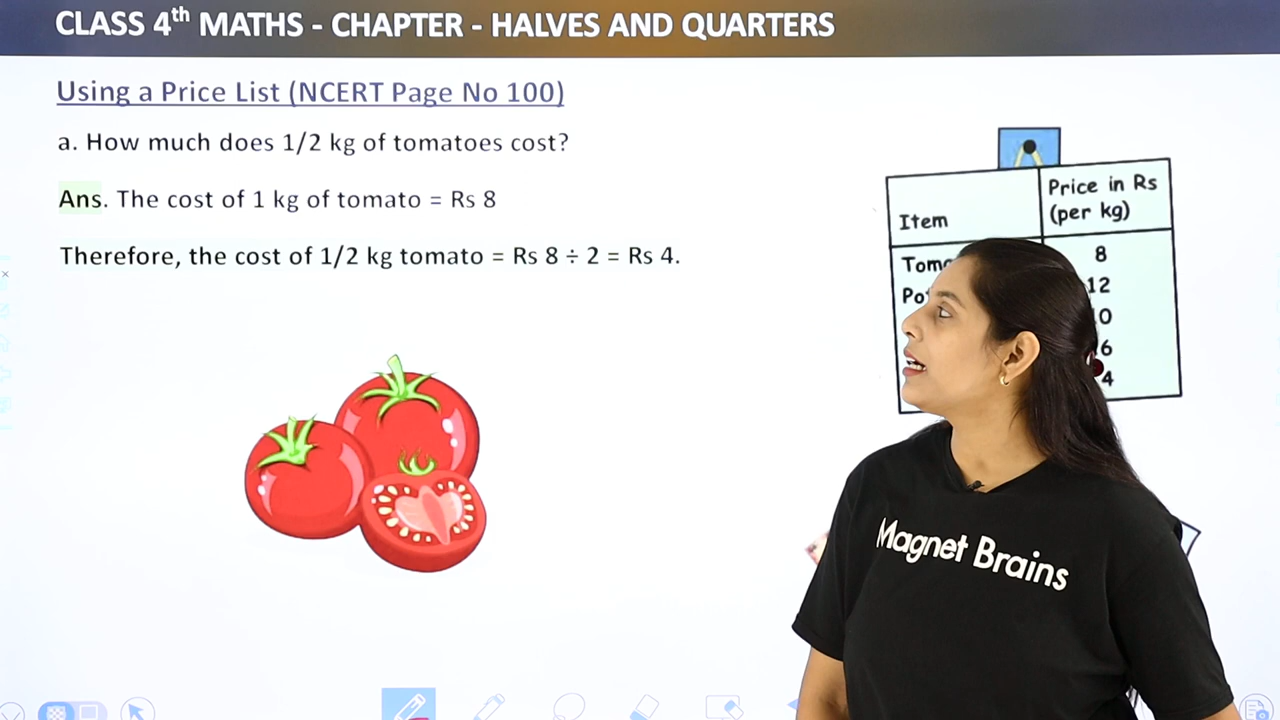 CLASS 4th MATHS - CHAPTER - HALVES AND QUARTERS
Using a Price List (NCERT Page No 100)
a. How much does 1/2 kg of tomatoes cost?
Ans. The cost of 1 kg of tomato = Rs 8
Therefore, the cost of 1/2 kg tomato = Rs 8 ÷ 2 = Rs 4.
Item
Price in Rs
(per kg)
8
12
Magnet Brains